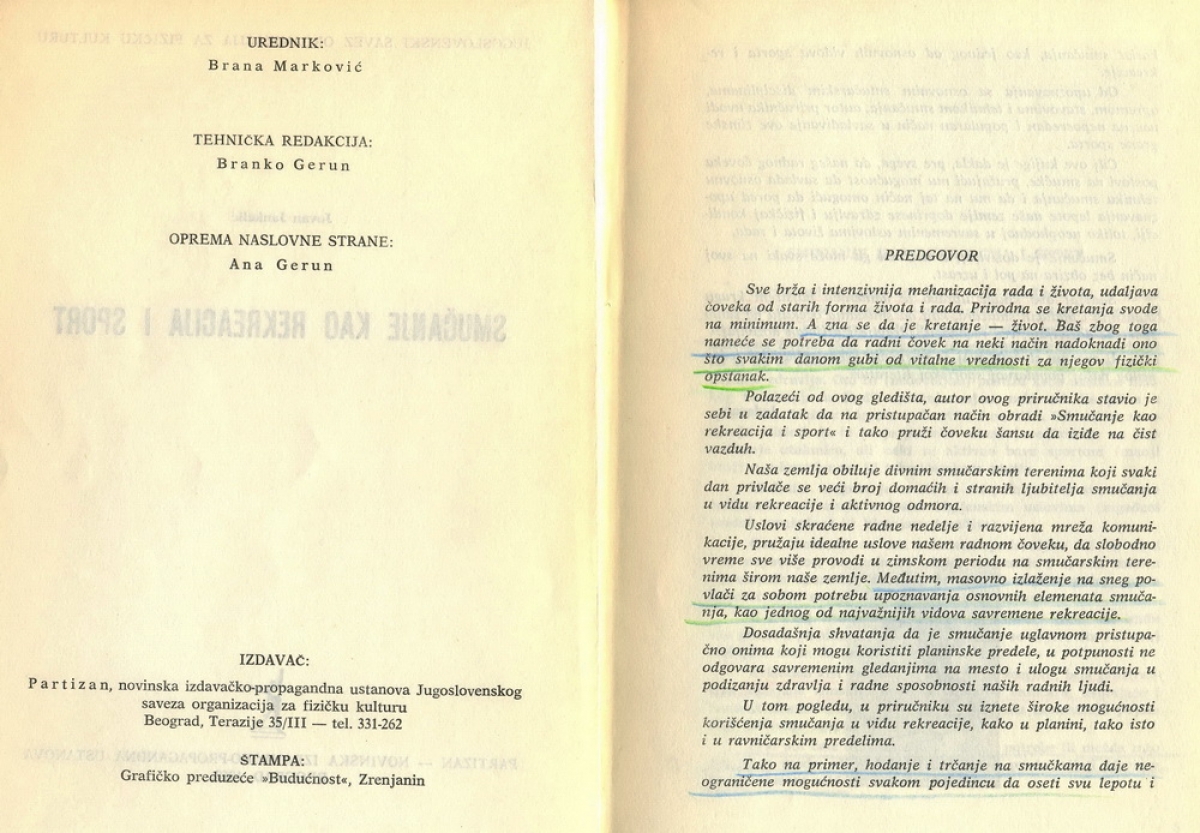 UREDNIK:
Brana Marković
TEHNIČKA REDAKCIJA:
Branko Gerun
OPREMA NASLOVNE STRANE:
Ana Gerun
IZDAVAČ:
Partizan, novinska izdavačko-propagandna ustanova Jugoslovenskog
saveza organizacija za fizičku kulturu
Beograd, Terazije 35/III — tel. 331-262
ŠTAMPA:
Grafičko preduzeće »Budućnost«, Zrenjanin
PREDGOVOR
Sve brža i intenzivnija mehanizacija rada i života, udaljava
čoveka od starih forma života i rada. Prirodna se kretanja svode
na minimum. A zna se da je kretanje — život. Baš zbog toga
nameće se potreba da radni čovek na neki način nadoknadi ono
što svakim danom gubi od vitalne vrednosti za njegov fizički
opstanak.
Polazeći od ovog gledišta, autor ovog priručnika stavio je
sebi u zadatak da na pristupačan način obradi »Smučanje kao
rekreacija i sport« i tako pruži čoveku šansu da iziđe na čist
vazduh.
Naša zemlja obiluje divnim smučarskim terenima koji svaki
dan privlače se veći broj domaćih i stranih ljubitelja smučanja
u vidu rekreacije i aktivnog odmora.
Uslovi skraćene radne nedelje i razvijena mreža komuni-
kacije, pružaju idealne uslove našem radnom čoveku, da slobodno
vreme sve više provodi u zimskom periodu na smučarskim tere-
nima širom naše zemlje. Međutim, masovno izlaženje na sneg po-
vlači za sobom potrebu upoznavanja osnovnih elemenata smuča-
nja, kao jednog od najvažnijih vidova savremene rekreacije.
Dosadašnja shvatanja da je smučanje uglavnom pristupa-
čno onima koji mogu koristiti planinske predele, u potpunosti ne
odgovara savremenim gledanjima na mesto i ulogu smučanja u
podizanju zdravlja i radne sposobnosti naših radnih ljudi.
U tom pogledu, u priručniku su iznete široke mogućnosti
korišćenja smučanja u vidu rekreacije, kako u planini, tako isto
i u ravničarskim predelima.
Tako na primer, hodanje i trčanje na smučkama daje ne-
ograničene mogućnosti svakom pojedincu da oseti svu lepotu i